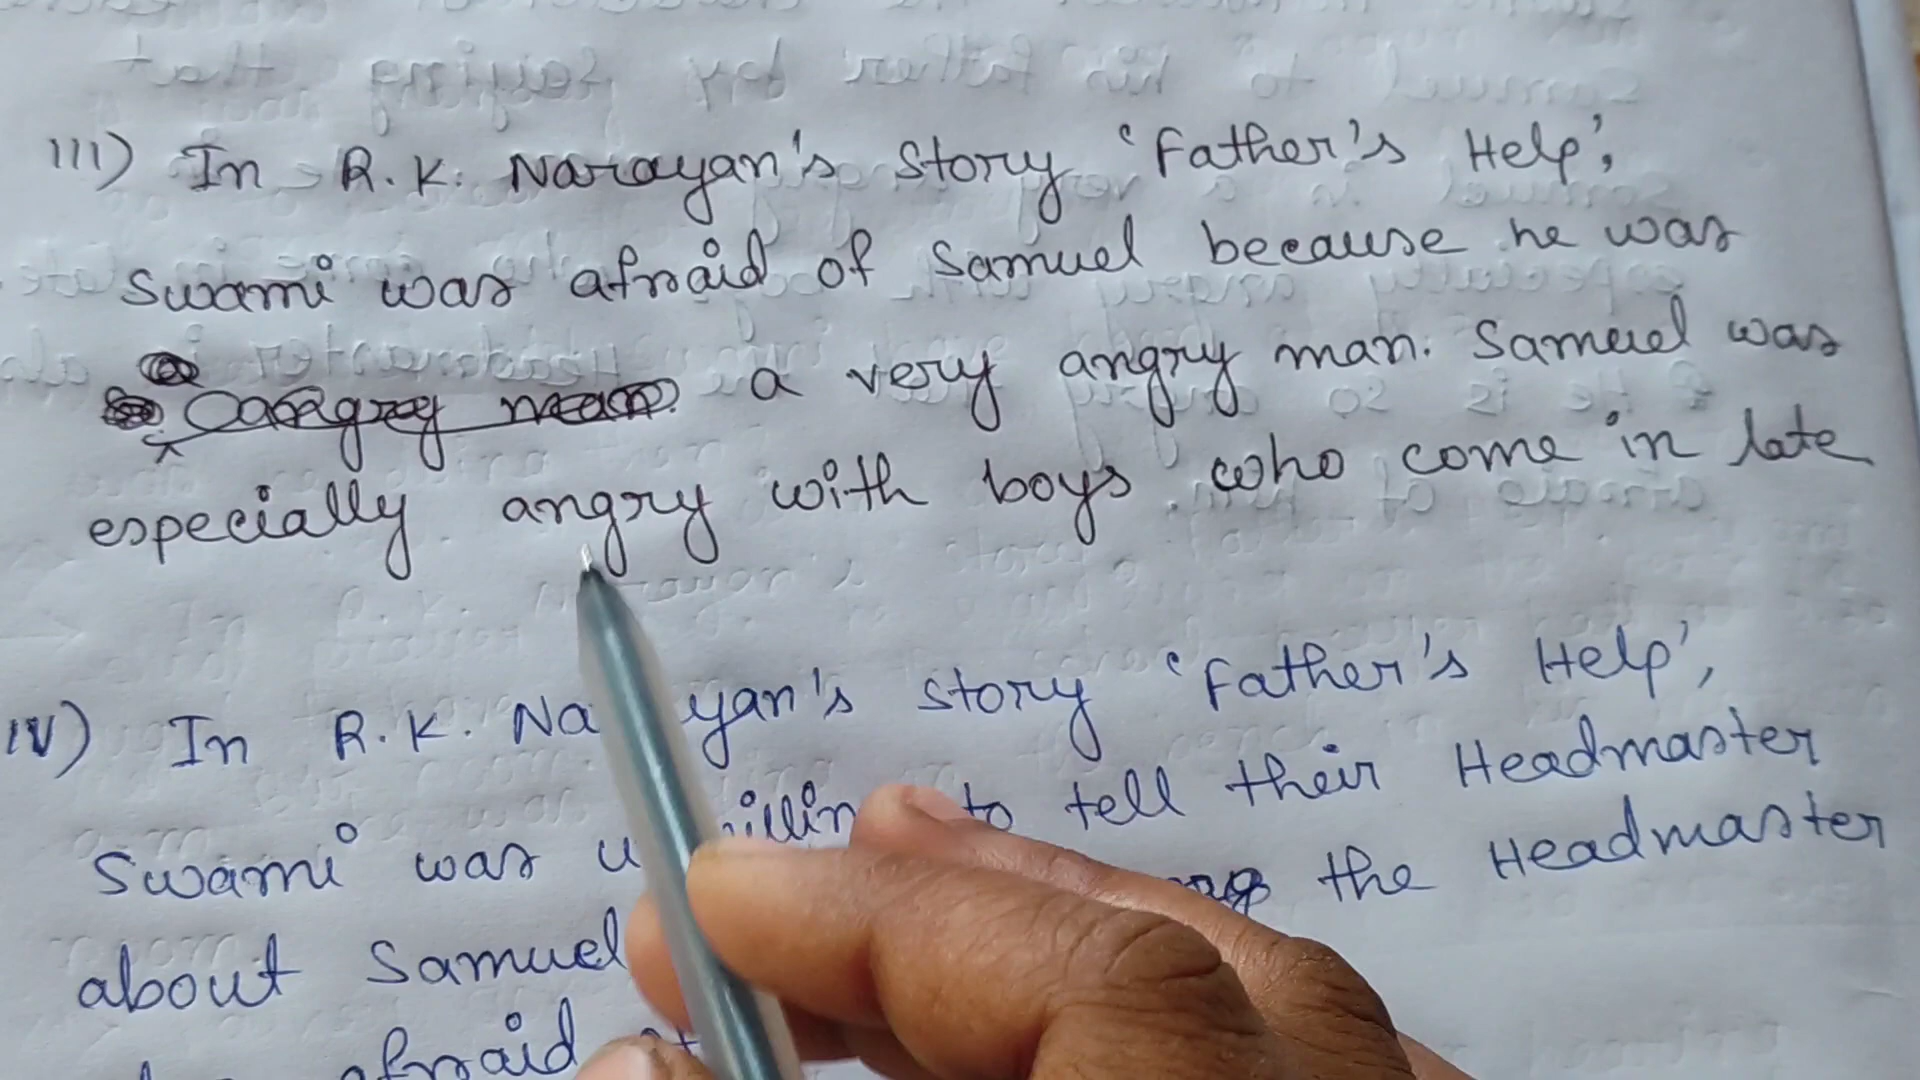 III) In R.K. Narayan's story 'Father's Help',
Swami was afraid of Samuel because he was
a very angry man. Samuel was
especially angry with boys who come in late
IV) In R.K. Na yan's story 'Father's Help',
Swami was to tell their Headmaster
about Samuel the Headmaster
afraid